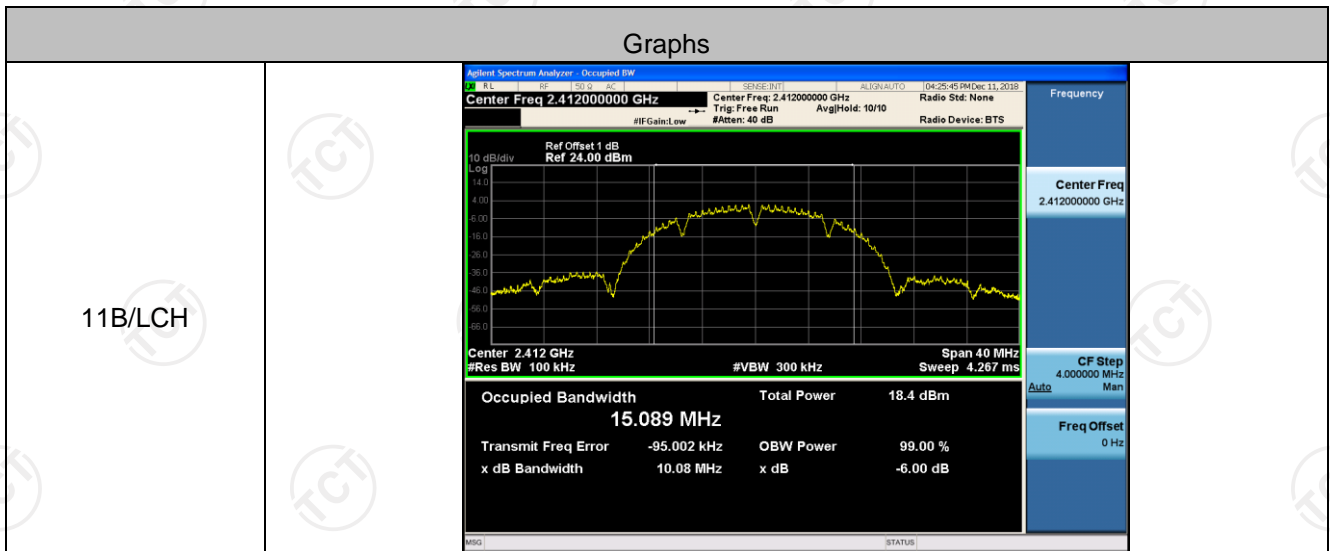 Graphs
11B/LCH
Agilent Spectrum Analyzer - Occupied BW
RL RF 50 Ω AC SENSE:INT ALIGN AUTO 04:25:45 PM Dec 11, 2018
Center Freq 2.412000000 GHz
Center Freq: 2.412000000 GHz
Radio Std: None
Trig: Free Run Avg|Hold: 10/10
#IFGain:Low #Atten: 40 dB Radio Device: BTS
Ref Offset 1 dB
10 dB/div Ref 24.00 dBm
Log
14.0
4.00
-6.00
-16.0
-26.0
-36.0
-46.0
-56.0
-66.0
Center 2.412 GHz Span 40 MHz
#Res BW 100 kHz #VBW 300 kHz Sweep 4.267 ms
Occupied Bandwidth Total Power 18.4 dBm
15.089 MHz
Transmit Freq Error -95.002 kHz OBW Power 99.00 %
x dB Bandwidth 10.08 MHz x dB -6.00 dB
MSG STATUS
Frequency
Center Freq
2.412000000 GHz
CF Step
4.000000 MHz
Auto Man
Freq Offset
0 Hz
TCT
TCT
TCT
TCT
TCT
TCT